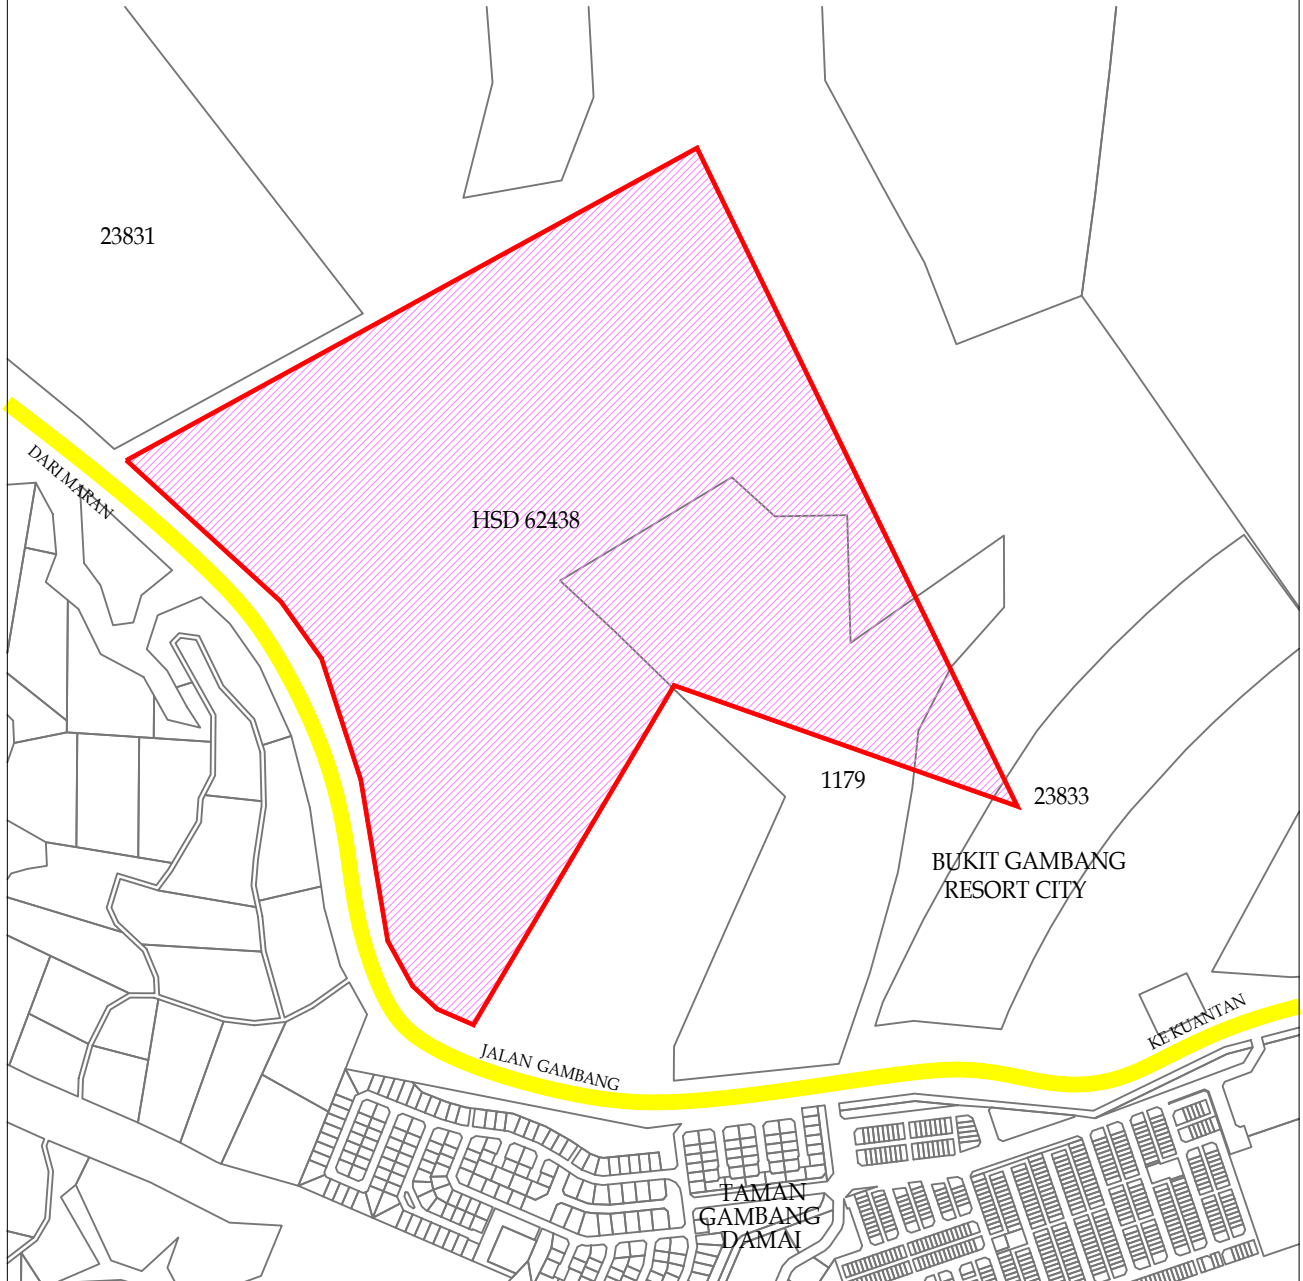 23831
DARI MARAN
HSD 62438
1179
23833
BUKIT GAMBANG
RESORT CITY
KE KUANTAN
JALAN GAMBANG
TAMAN
GAMBANG
DAMAI